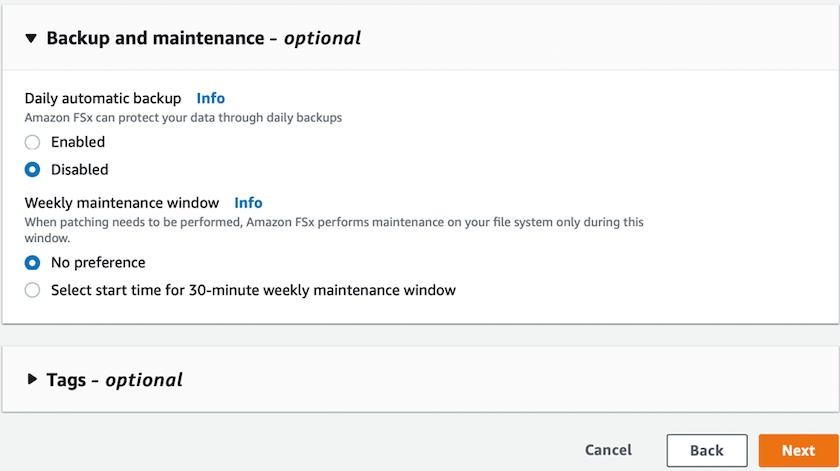 Backup and maintenance - optional
Daily automatic backup Info
Amazon FSx can protect your data through daily backups
Enabled
Disabled
Weekly maintenance window Info
When patching needs to be performed, Amazon FSx performs maintenance on your file system only during this
window.
No preference
Select start time for 30-minute weekly maintenance window
Tags - optional
Cancel Back Next